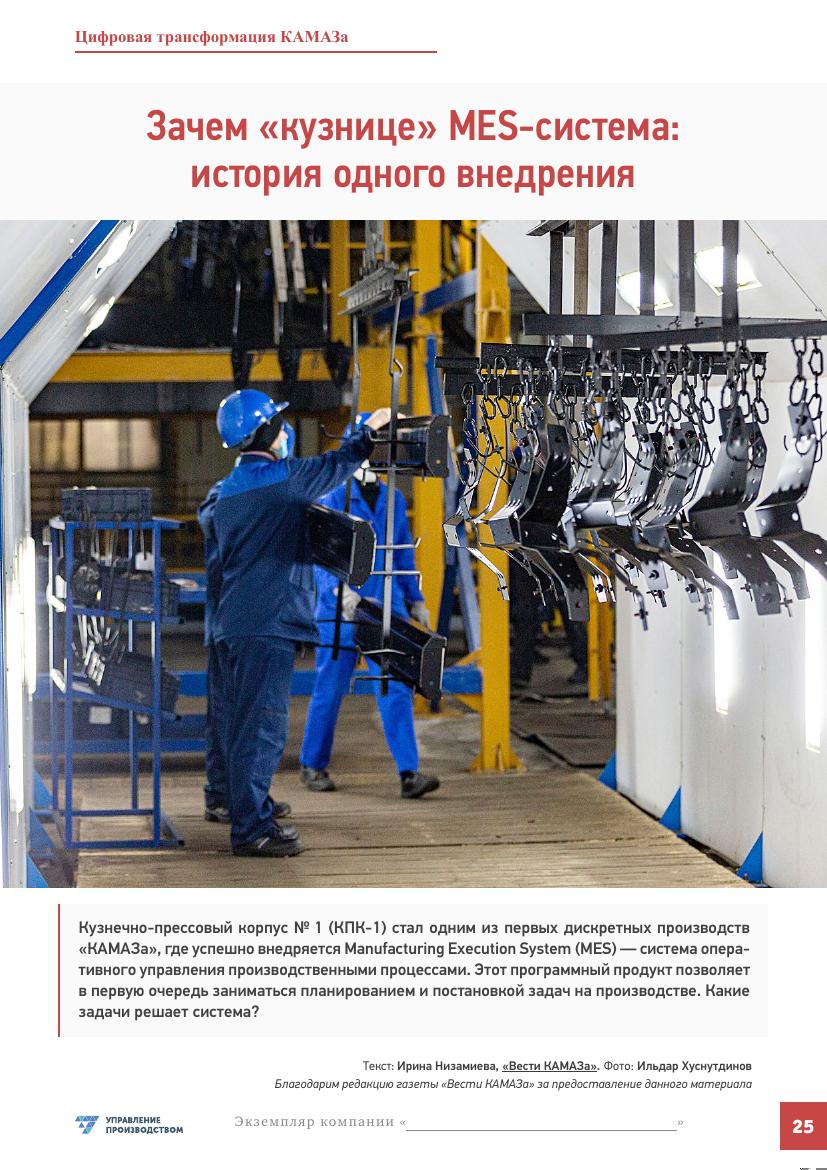 Цифровая трансформация КАМАЗа
Зачем «кузнице» MES-система:
история одного внедрения
Кузнечно-прессовый корпус № 1 (КПК-1) стал одним из первых дискретных производств
«КАМАЗа», где успешно внедряется Manufacturing Execution System (MES) — система опера-
тивного управления производственными процессами. Этот программный продукт позволяет
в первую очередь заниматься планированием и постановкой задач на производстве. Какие
задачи решает система?
Текст: Ирина Низамиева, «Вести КАМАЗа». Фото: Ильдар Хуснутдинов
Благодарим редакцию газеты «Вести КАМАЗа» за предоставление данного материала
УПРАВЛЕНИЕ
ПРОИЗВОДСТВОМ
Экземпляр компании «_______________________________»
25